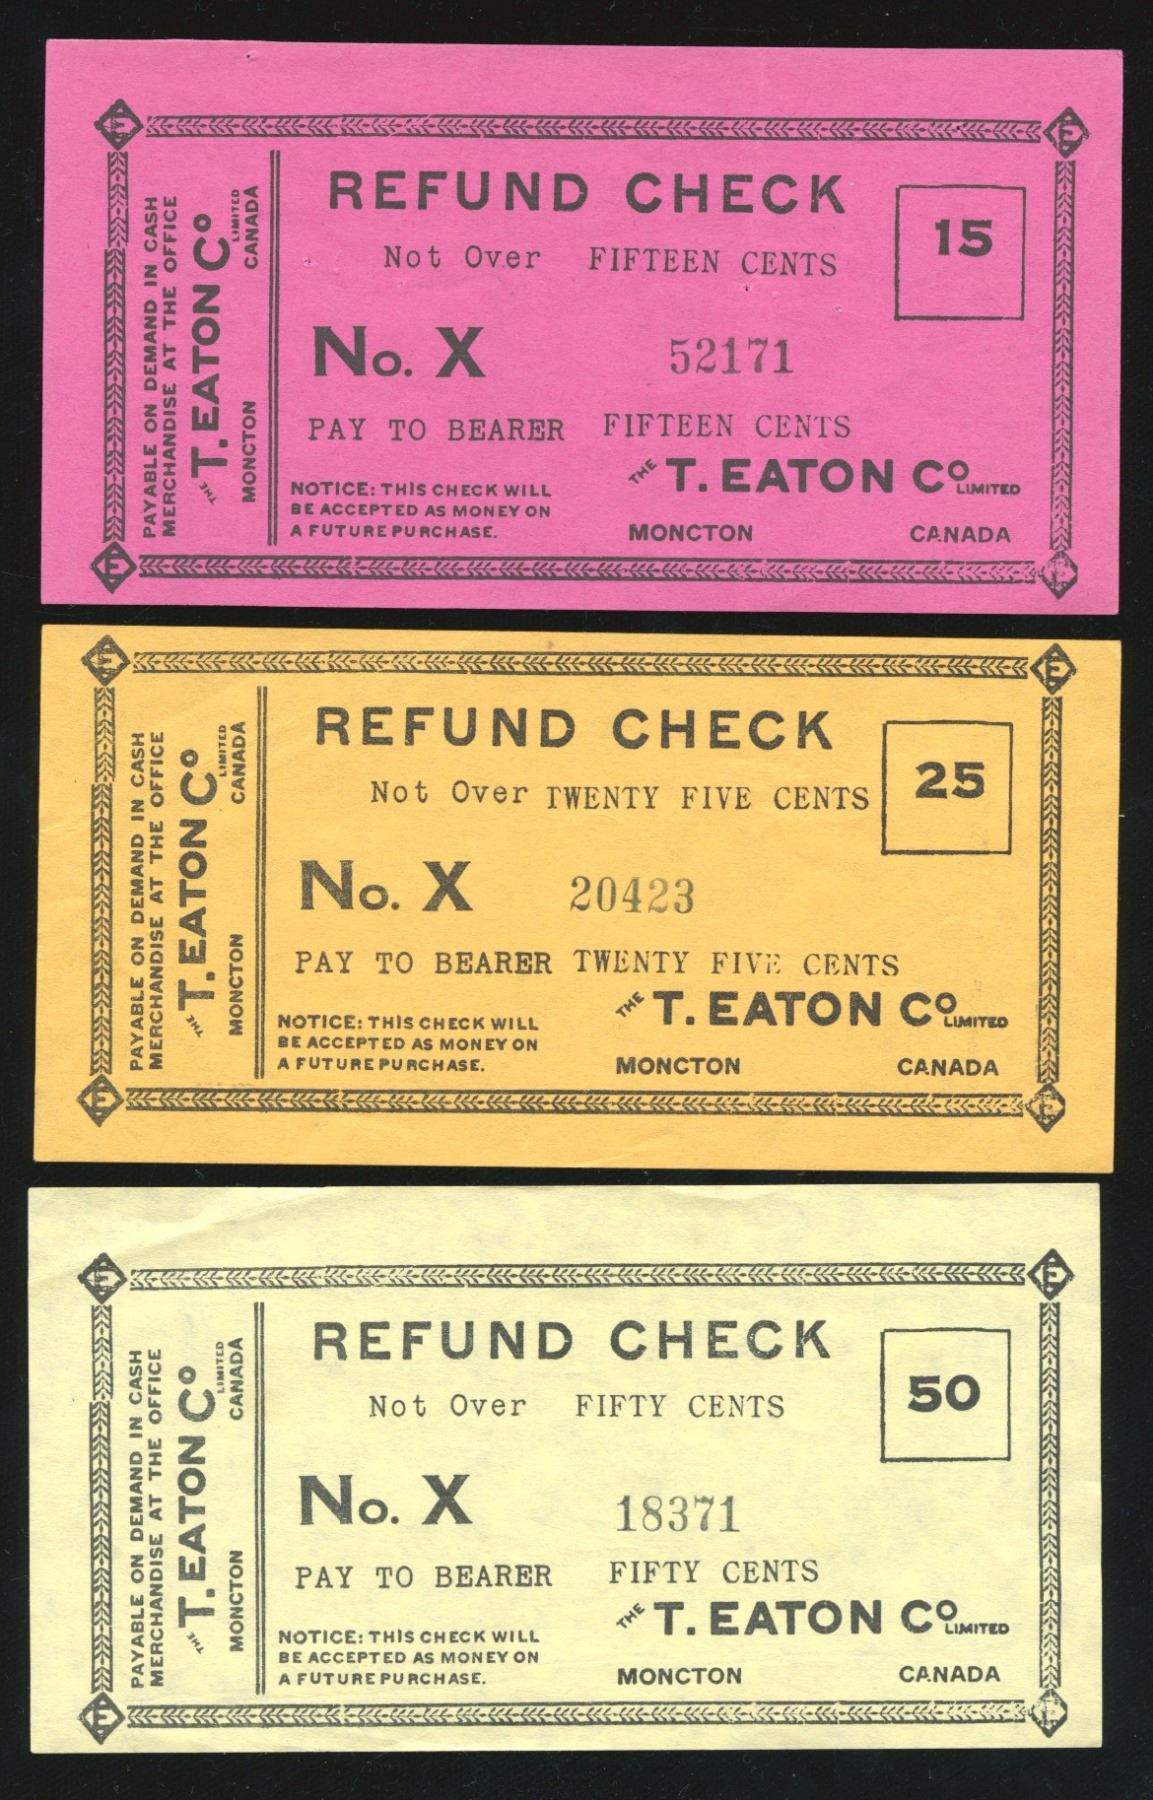 E
E
PAYABLE ON DEMAND IN CASH
MERCHANDISE AT THE OFFICE
THE T. EATON Co LIMITED
MONCTON CANADA
REFUND CHECK
15
Not Over FIFTEEN CENTS
No. X 52171
PAY TO BEARER FIFTEEN CENTS
THE T. EATON Co LIMITED
NOTICE: THIS CHECK WILL
BE ACCEPTED AS MONEY ON
A FUTURE PURCHASE.
MONCTON CANADA
E
E
E
E
PAYABLE ON DEMAND IN CASH
MERCHANDISE AT THE OFFICE
THE T. EATON Co LIMITED
MONCTON CANADA
REFUND CHECK
25
Not Over TWENTY FIVE CENTS
No. X 20423
PAY TO BEARER TWENTY FIVE CENTS
THE T. EATON Co LIMITED
NOTICE: THIS CHECK WILL
BE ACCEPTED AS MONEY ON
A FUTURE PURCHASE.
MONCTON CANADA
E
E
E
E
PAYABLE ON DEMAND IN CASH
MERCHANDISE AT THE OFFICE
THE T. EATON Co LIMITED
MONCTON CANADA
REFUND CHECK
50
Not Over FIFTY CENTS
No. X 18371
PAY TO BEARER FIFTY CENTS
THE T. EATON Co LIMITED
NOTICE: THIS CHECK WILL
BE ACCEPTED AS MONEY ON
A FUTURE PURCHASE.
MONCTON CANADA
E
E